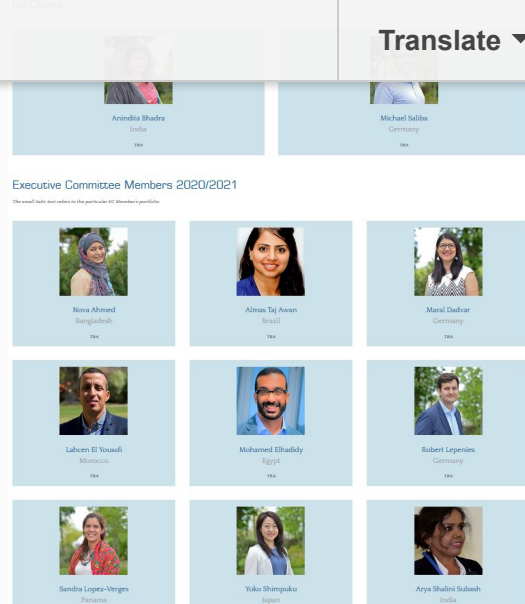 Co-Chairs
Translate
Anindita Bhadra
India
TBA
Michael Saliba
Germany
TBA
Executive Committee Members 2020/2021
The small italic text refers to the particular EC Member's portfolio.
Nova Ahmed
Bangladesh
TBA
Almas Taj Awan
Brazil
TBA
Maral Dadvar
Germany
TBA
Lahcen El Youssfi
Morocco
TBA
Mohamed Elhadidy
Egypt
TBA
Robert Lepenies
Germany
TBA
Sandra Lopez-Verges
Panama
Yoko Shimpuku
Japan
Arya Shalini Subash
India